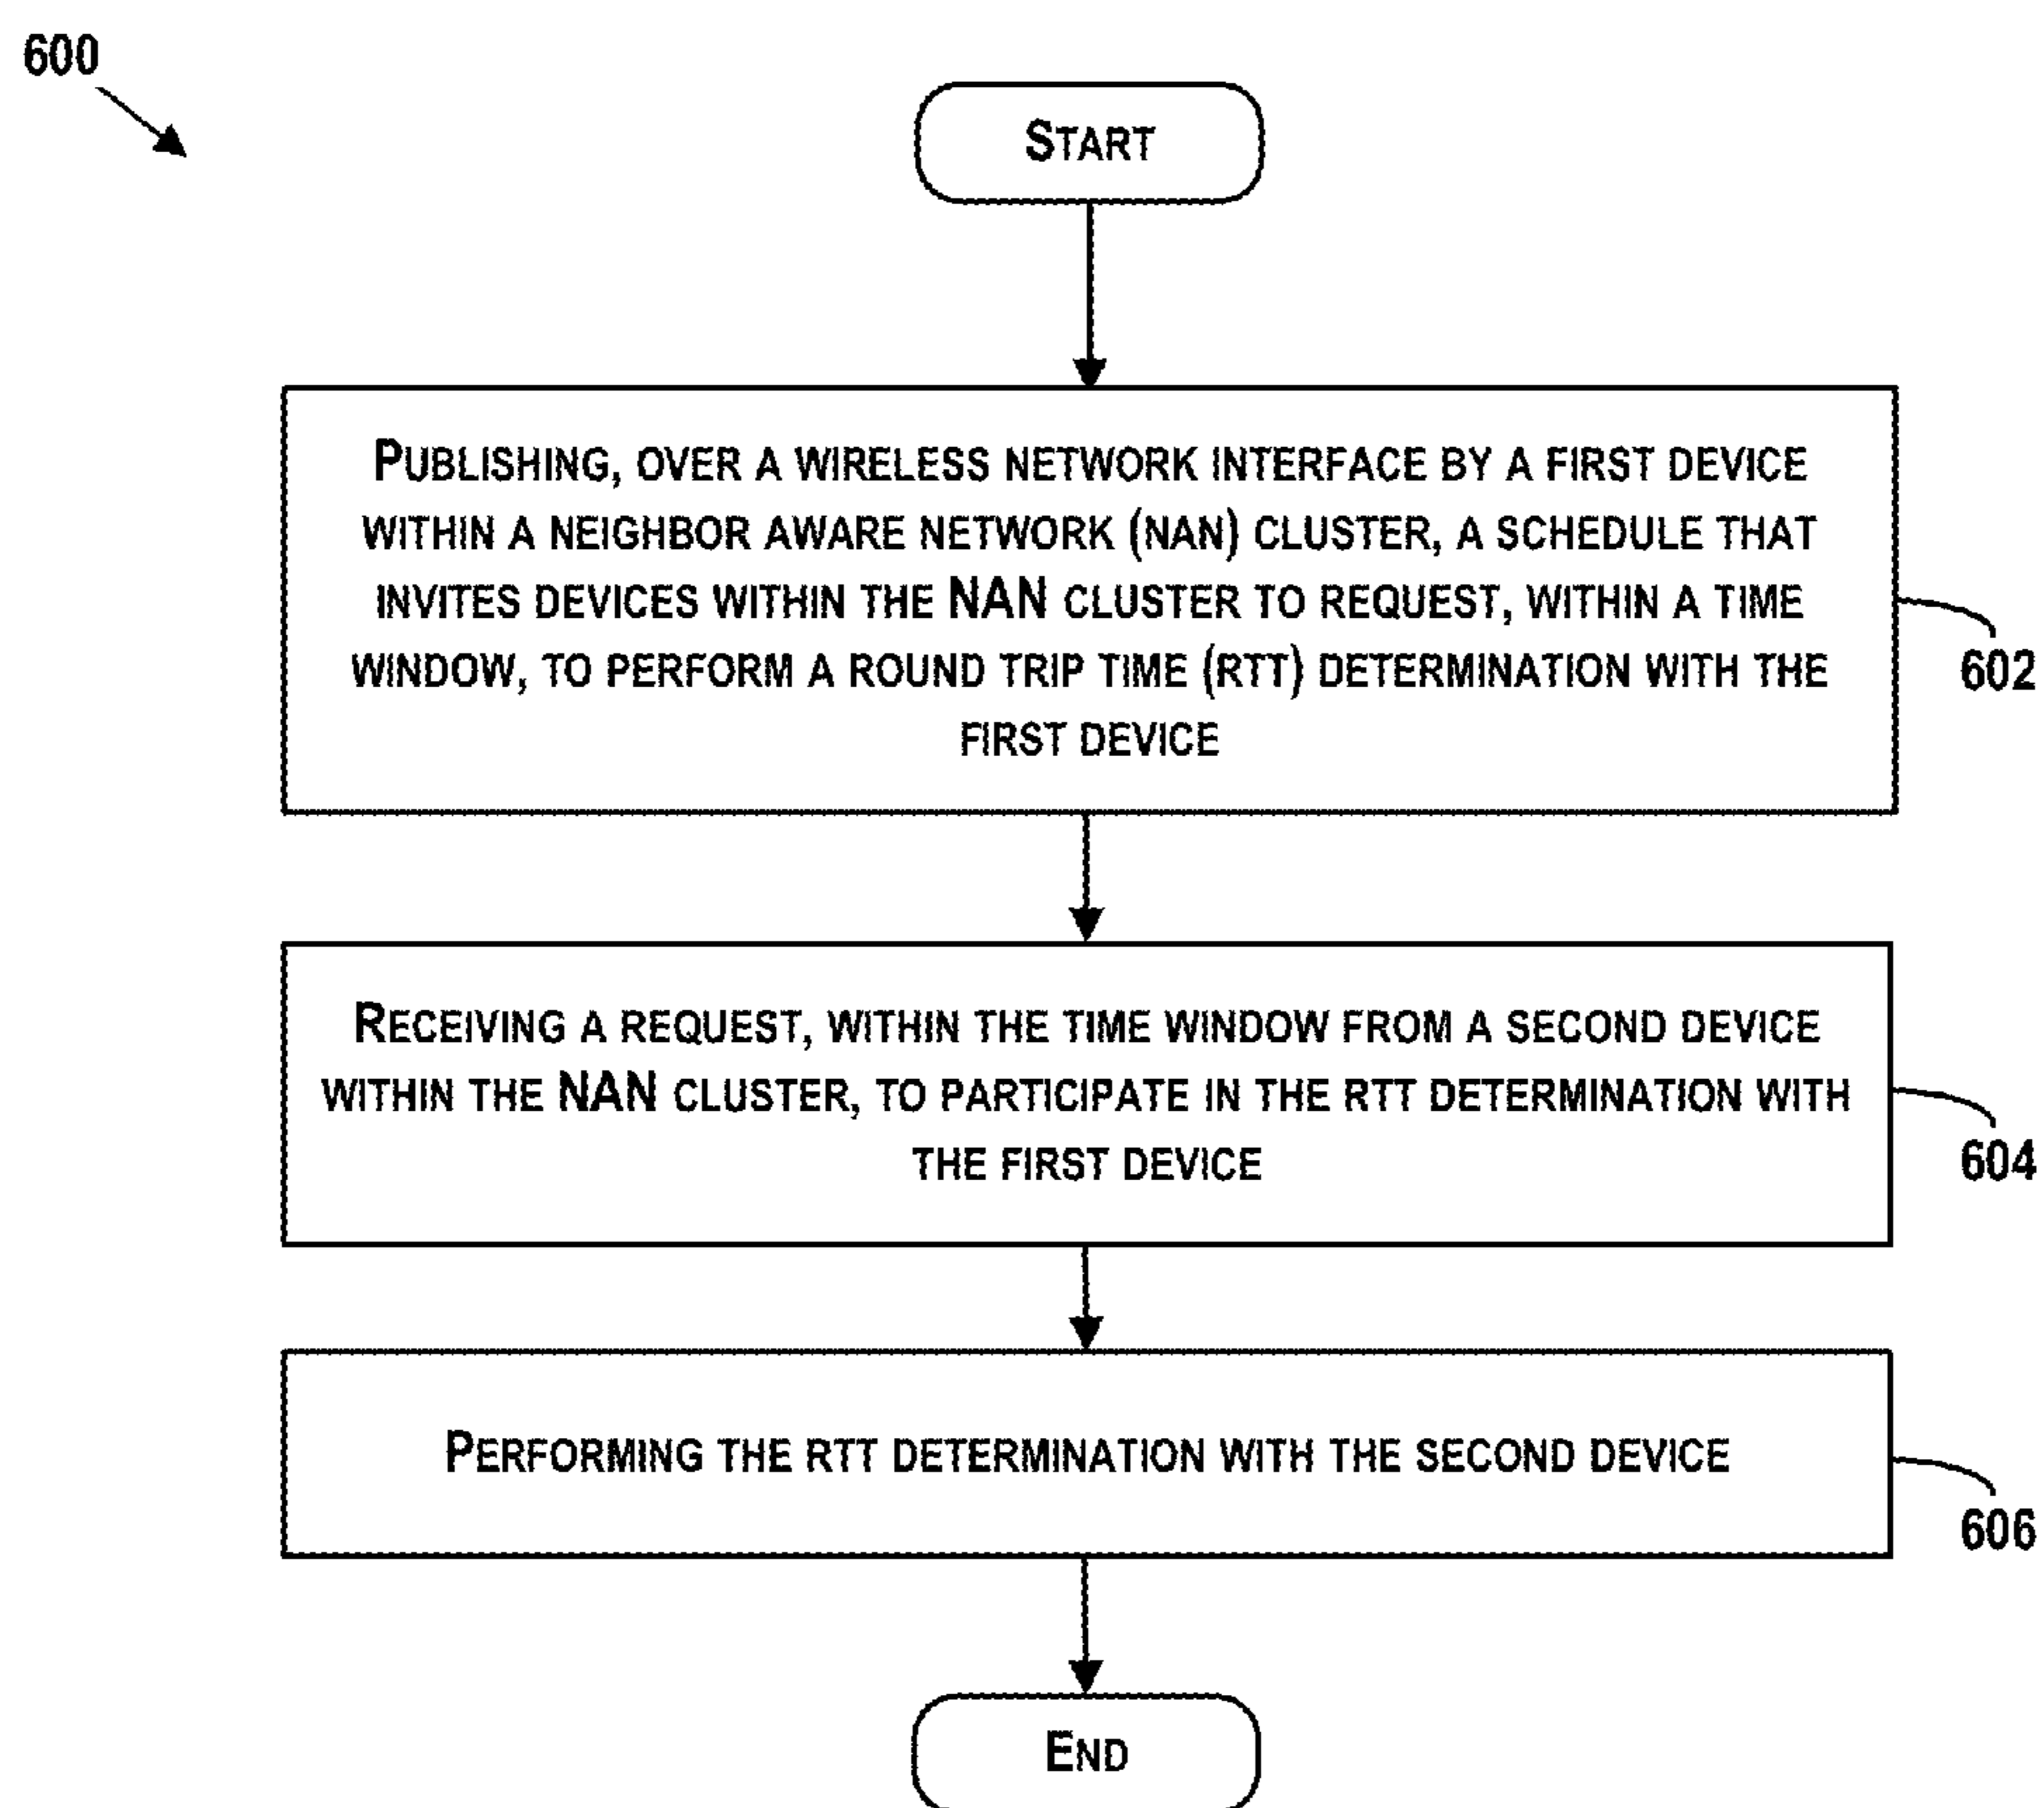 600
START
PUBLISHING, OVER A WIRELESS NETWORK INTERFACE BY A FIRST DEVICE
WITHIN A NEIGHBOR AWARE NETWORK (NAN) CLUSTER, A SCHEDULE THAT
INVITES DEVICES WITHIN THE NAN CLUSTER TO REQUEST, WITHIN A TIME
WINDOW, TO PERFORM A ROUND TRIP TIME (RTT) DETERMINATION WITH THE
FIRST DEVICE
602
RECEIVING A REQUEST, WITHIN THE TIME WINDOW FROM A SECOND DEVICE
WITHIN THE NAN CLUSTER, TO PARTICIPATE IN THE RTT DETERMINATION WITH
THE FIRST DEVICE
604
PERFORMING THE RTT DETERMINATION WITH THE SECOND DEVICE
606
END